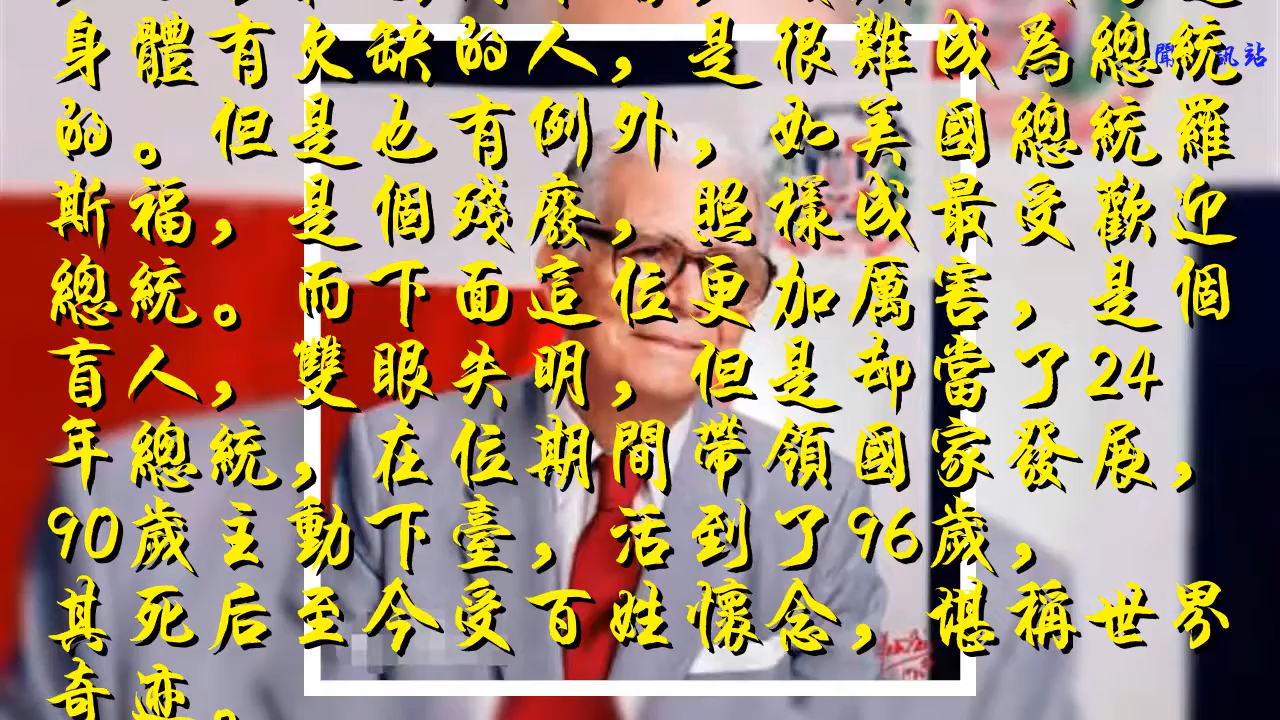 身體有欠缺的人，是很難成為總統
的。但是也有例外，如美國總統羅
斯福，是個殘廢，照樣成最受歡迎
總統。而下面這位更加厲害，是個
盲人，雙眼失明，但是却當了24
年總統，在位期間帶領國家發展，
90歲主動下臺，活到了96歲，
其死后至今受百姓懷念，堪稱世界
奇迹。